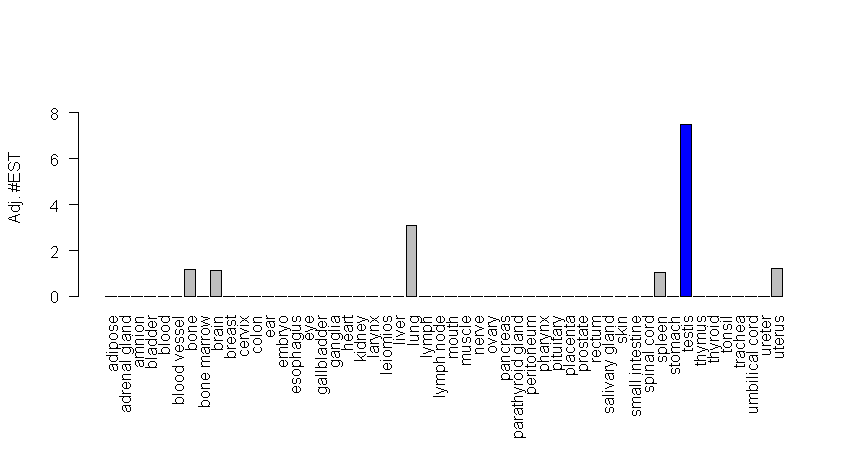 Adj. #EST
8
6
4
2
0
adipose
adrenal gland
amnion
bladder
blood
blood vessel
bone
bone marrow
brain
breast
cervix
colon
ear
embryo
esophagus
eye
gallbladder
ganglia
heart
kidney
larynx
leiomios
liver
lung
lymph
lymph node
mouth
muscle
nerve
ovary
pancreas
parathyroid gland
peritoneum
pharynx
pituitary
placenta
prostate
rectum
salivary gland
skin
small intestine
spinal cord
spleen
stomach
testis
thymus
thyroid
tonsil
trachea
umbilical cord
ureter
uterus